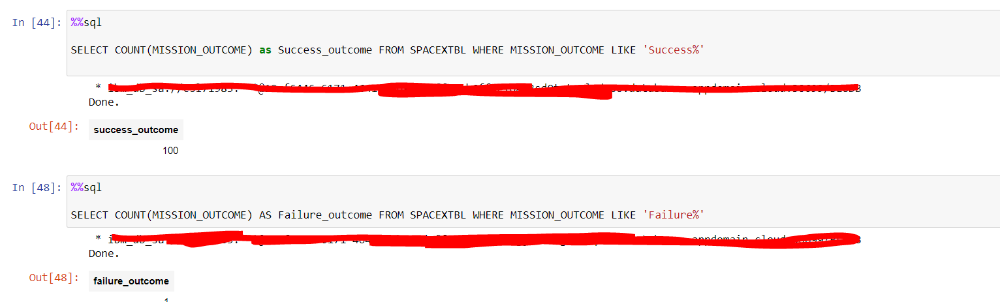 In [44]: %%sql
SELECT COUNT(MISSION_OUTCOME) as Success_outcome FROM SPACEXTBL WHERE MISSION_OUTCOME LIKE 'Success%'
*
Done.
Out[44]: success_outcome
100
In [48]: %%sql
SELECT COUNT(MISSION_OUTCOME) AS Failure_outcome FROM SPACEXTBL WHERE MISSION_OUTCOME LIKE 'Failure%'
*
Done.
Out[48]: failure_outcome
1